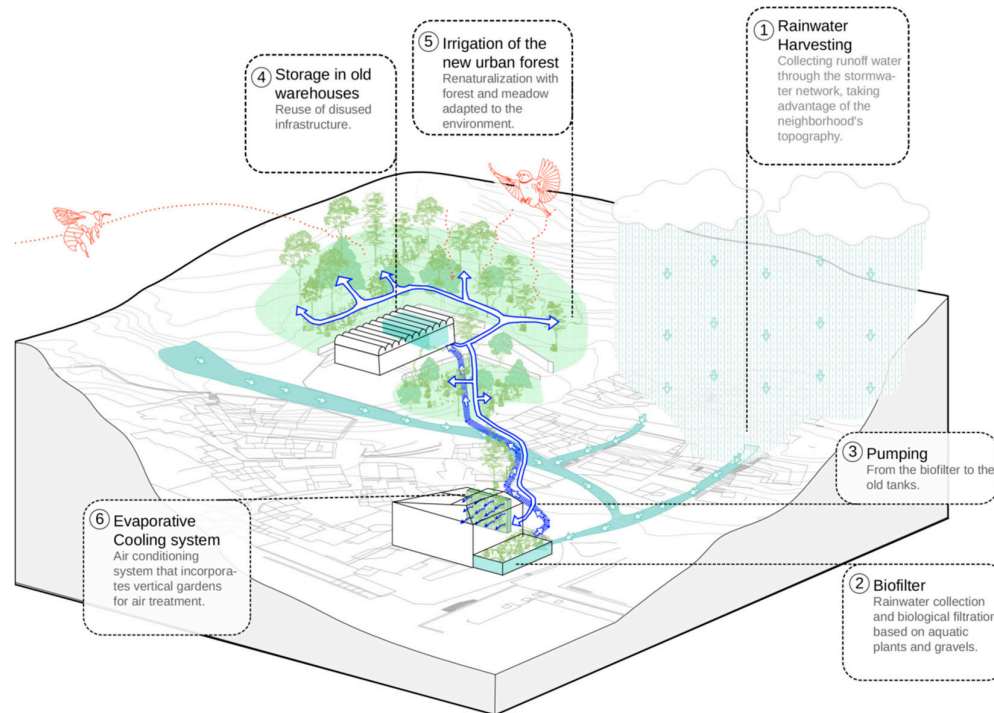 ① Rainwater
Harvesting
Collecting runoff water
through the stormwa-
ter network, taking
advantage of the
neighborhood's
topography.
② Biofilter
Rainwater collection
and biological filtration
based on aquatic
plants and gravels.
③ Pumping
From the biofilter to the
old tanks.
④ Storage in old
warehouses
Reuse of disused
infrastructure.
⑤ Irrigation of the
new urban forest
Renaturalization with
forest and meadow
adapted to the
environment.
⑥ Evaporative
Cooling system
Air conditioning
system that incorpora-
tes vertical gardens
for air treatment.